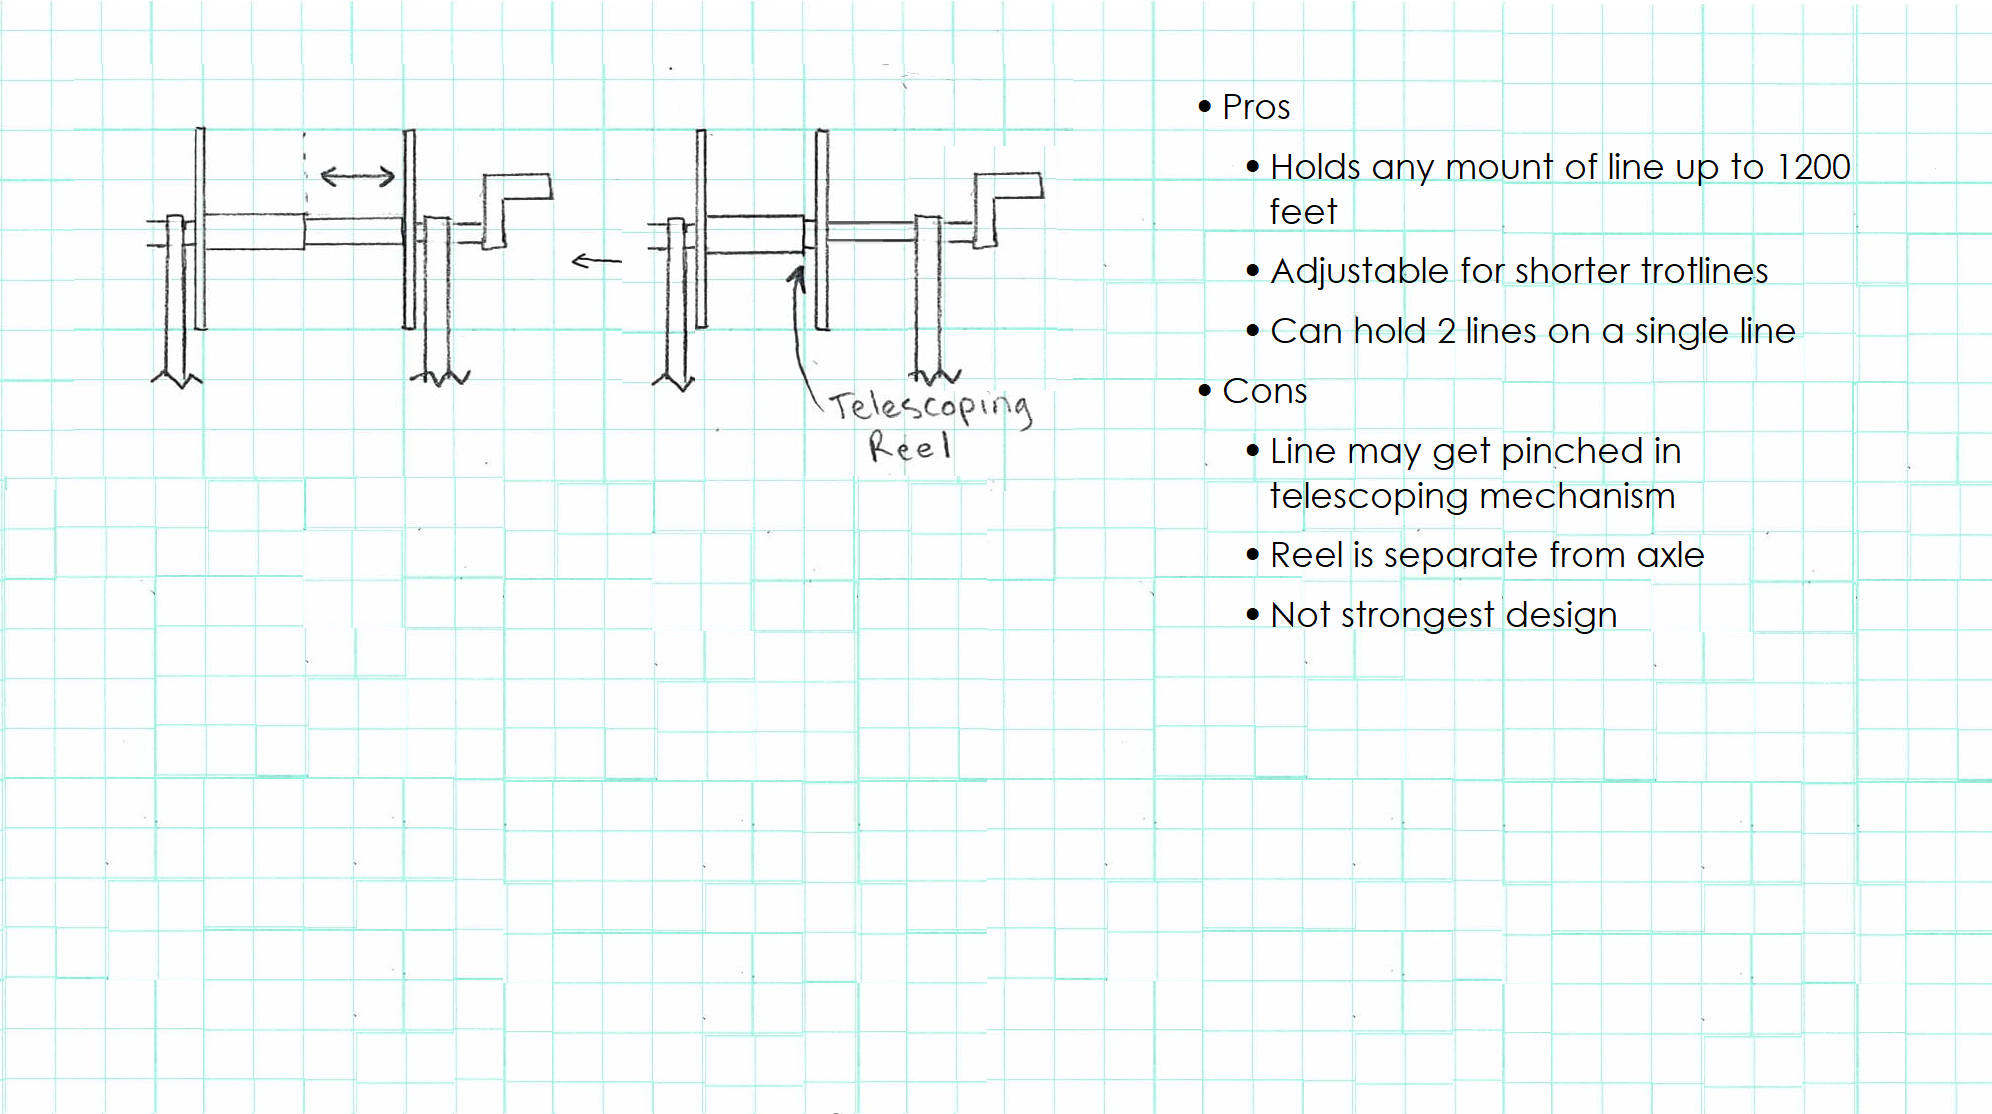 Telescoping
Reel
• Pros
• Holds any mount of line up to 1200
feet
• Adjustable for shorter trotlines
• Can hold 2 lines on a single line
• Cons
• Line may get pinched in
telescoping mechanism
• Reel is separate from axle
• Not strongest design